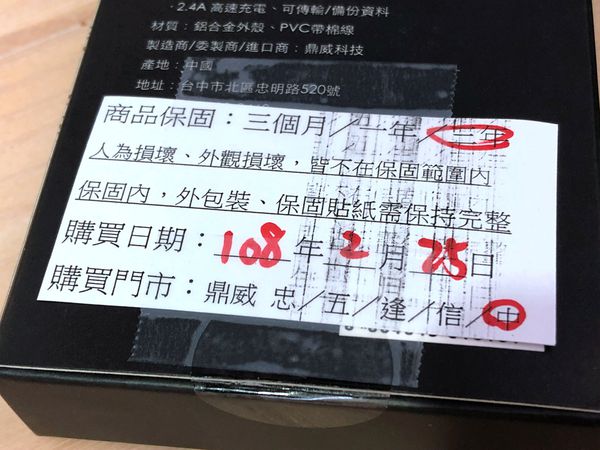 ·2.4A 高速充電、可傳輸/備份資料
材質：鋁合金外殼、PVC帶棉線
製造商/委製商/進口商：鼎威科技
產地：中國
地址：台中市北區忠明路520號
商品保固：三個月／一年／三年
人為損壞、外觀損壞，皆不在保固範圍內
保固內，外包裝、保固貼紙需保持完整
購買日期：108年2月25日
購買門市：鼎威 忠／五／逢／信／中